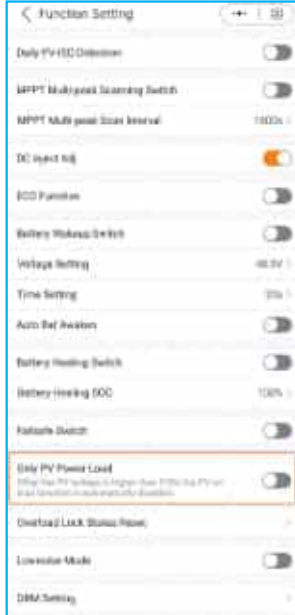 Function Setting
Daily PV ISO Detection
MPPT Multi-peak Scanning Switch
MPPT Multi-peak Scan Interval
DC Inject Adj
ECO Function
Battery Wakeup Switch
Voltage Setting
Time Setting
Auto Bat Awaken
Battery Heating Switch
Battery Heating SOC 100%
Failsafe Switch
Only PV Power Load
Overload Lock Status Reset
Low-noise Mode
DRM Setting